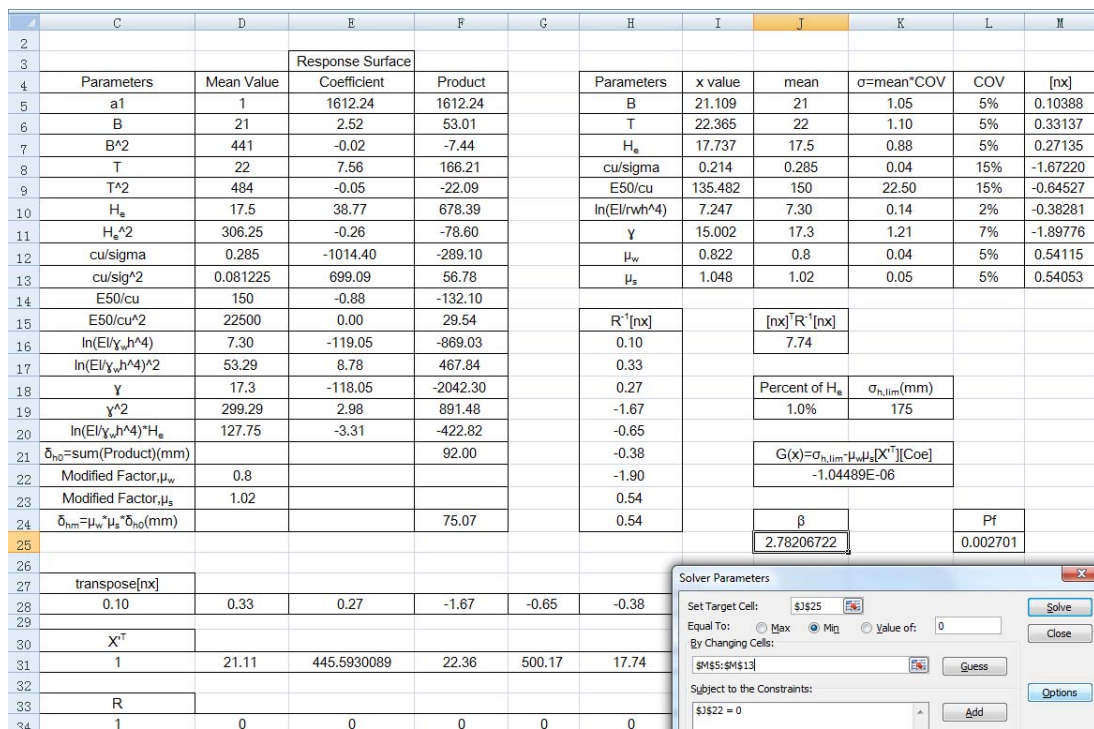 C D E F G H I J K L M
2
3 Response Surface
4 Parameters Mean Value Coefficient Product Parameters x value mean σ=mean*COV COV [nx]
5 a1 1 1612.24 1612.24 B 21.109 21 1.05 5% 0.10388
6 B 21 2.52 53.01 T 22.365 22 1.10 5% 0.33137
7 B^2 441 -0.02 -7.44 Hₑ 17.737 17.5 0.88 5% 0.27135
8 T 22 7.56 166.21 cu/sigma 0.214 0.285 0.04 15% -1.67220
9 T^2 484 -0.05 -22.09 E50/cu 135.482 150 22.50 15% -0.64527
10 Hₑ 17.5 38.77 678.39 ln(EI/rwh^4) 7.247 7.30 0.14 2% -0.38281
11 Hₑ^2 306.25 -0.26 -78.60 ɣ 15.002 17.3 1.21 7% -1.89776
12 cu/sigma 0.285 -1014.40 -289.10 μw 0.822 0.8 0.04 5% 0.54115
13 cu/sig^2 0.081225 699.09 56.78 μs 1.048 1.02 0.05 5% 0.54053
14 E50/cu 150 -0.88 -132.10
15 E50/cu^2 22500 0.00 29.54 R⁻¹[nx] [nx]ᵀR⁻¹[nx]
16 ln(EI/ɣwh^4) 7.30 -119.05 -869.03 0.10 7.74
17 ln(EI/ɣwh^4)^2 53.29 8.78 467.84 0.33
18 ɣ 17.3 -118.05 -2042.30 0.27 Percent of Hₑ σh,lim(mm)
19 ɣ^2 299.29 2.98 891.48 -1.67 1.0% 175
20 ln(EI/ɣwh^4)*Hₑ 127.75 -3.31 -422.82 -0.65
21 δh0=sum(Product)(mm) 92.00 -0.38 G(x)=σh,lim-μwμs[X'ᵀ][Coe]
22 Modified Factor,μw 0.8 -1.90 -1.04489E-06
23 Modified Factor,μs 1.02 0.54
24 δhm=μw*μs*δh0(mm) 75.07 0.54 β Pf
25 2.78206722 0.002701
26
27 transpose[nx]
28 0.10 0.33 0.27 -1.67 -0.65 -0.38
29
30 X'ᵀ
31 1 21.11 445.5930089 22.36 500.17 17.74
32
33 R
34 1 0 0 0 0 0
Solver Parameters
Set Target Cell: $J$25 Solve
Equal To: Max Min Value of: 0 Close
By Changing Cells:
$M$5:$M$13 Guess
Subject to the Constraints: Options
$J$22 = 0 Add